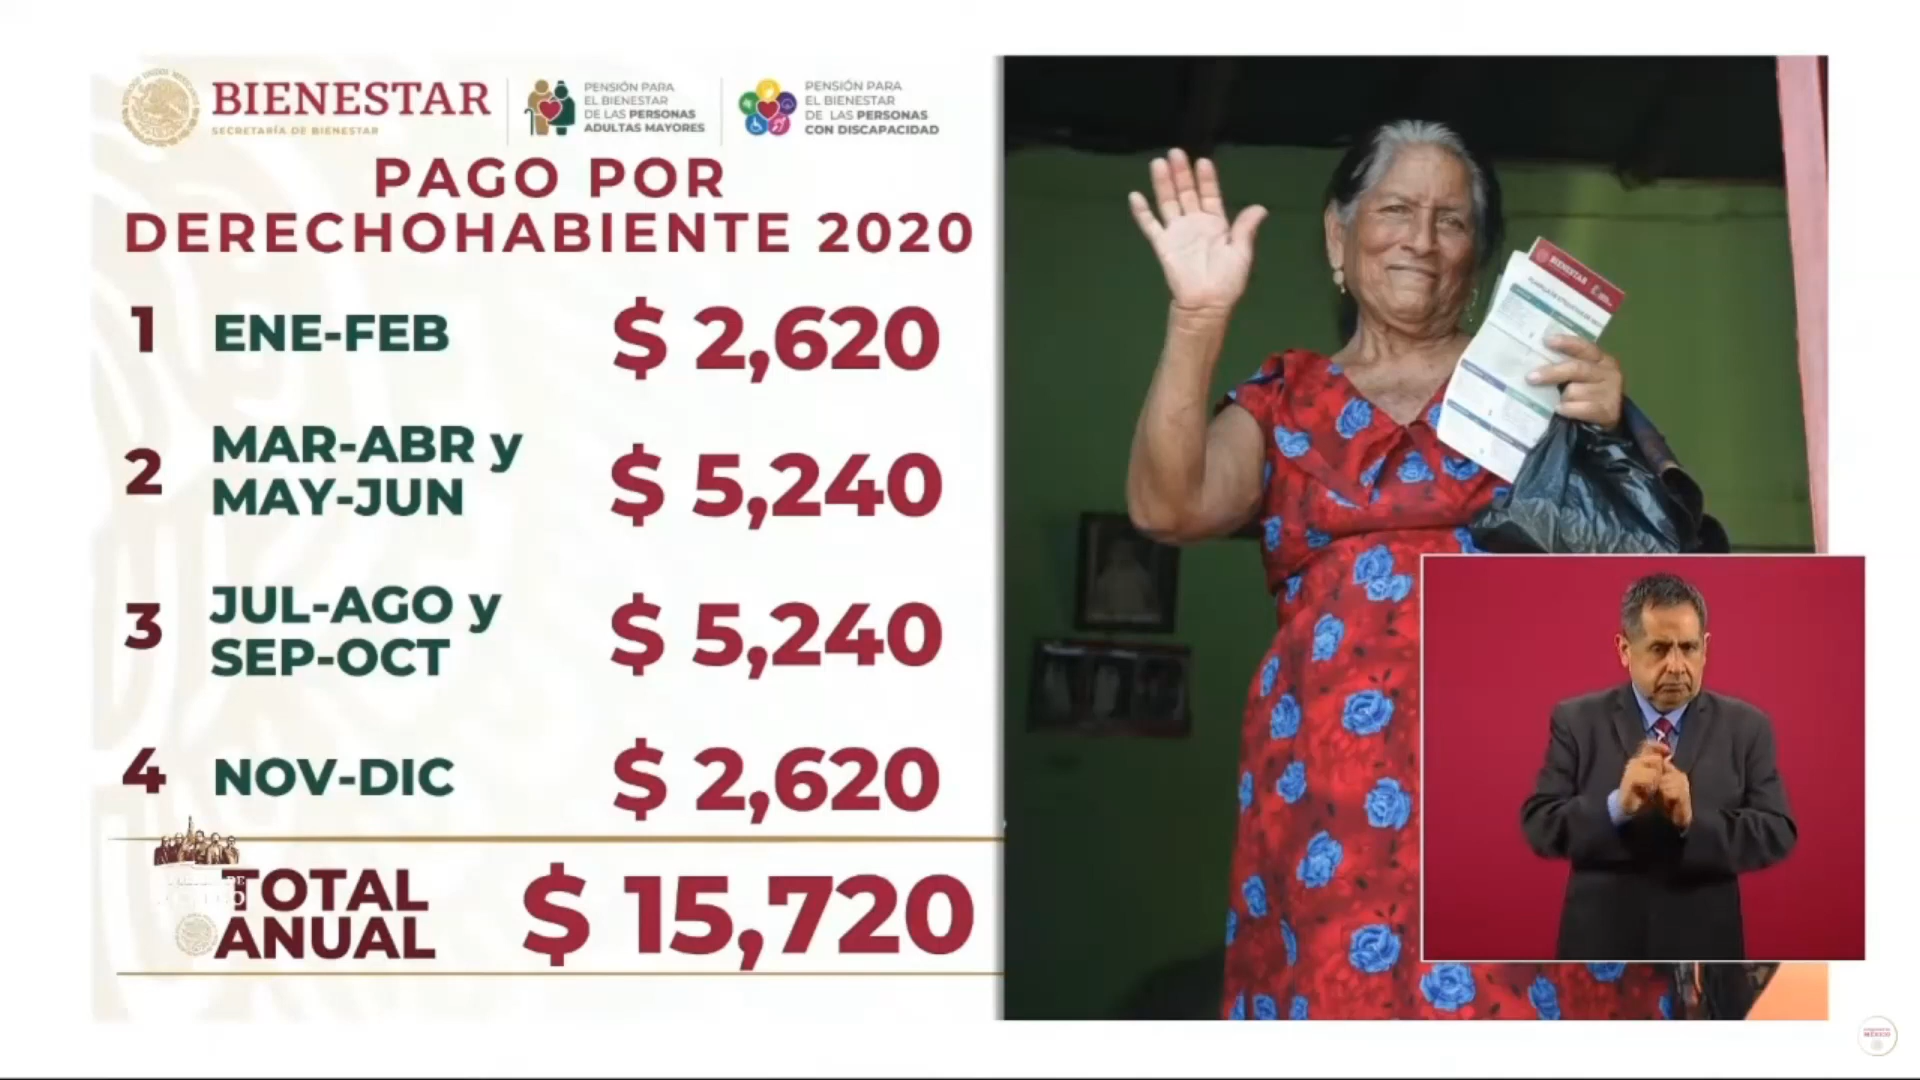 BIENESTAR
SECRETARÍA DE BIENESTAR
PENSIÓN PARA
EL BIENESTAR
DE LAS PERSONAS
ADULTAS MAYORES
PENSIÓN PARA
EL BIENESTAR
DE LAS PERSONAS
CON DISCAPACIDAD
PAGO POR
DERECHOHABIENTE 2020
1 ENE-FEB $ 2,620
2 MAR-ABR y
MAY-JUN $ 5,240
3 JUL-AGO y
SEP-OCT $ 5,240
4 NOV-DIC $ 2,620
TOTAL
ANUAL $ 15,720
BIENESTAR
MÉXICO